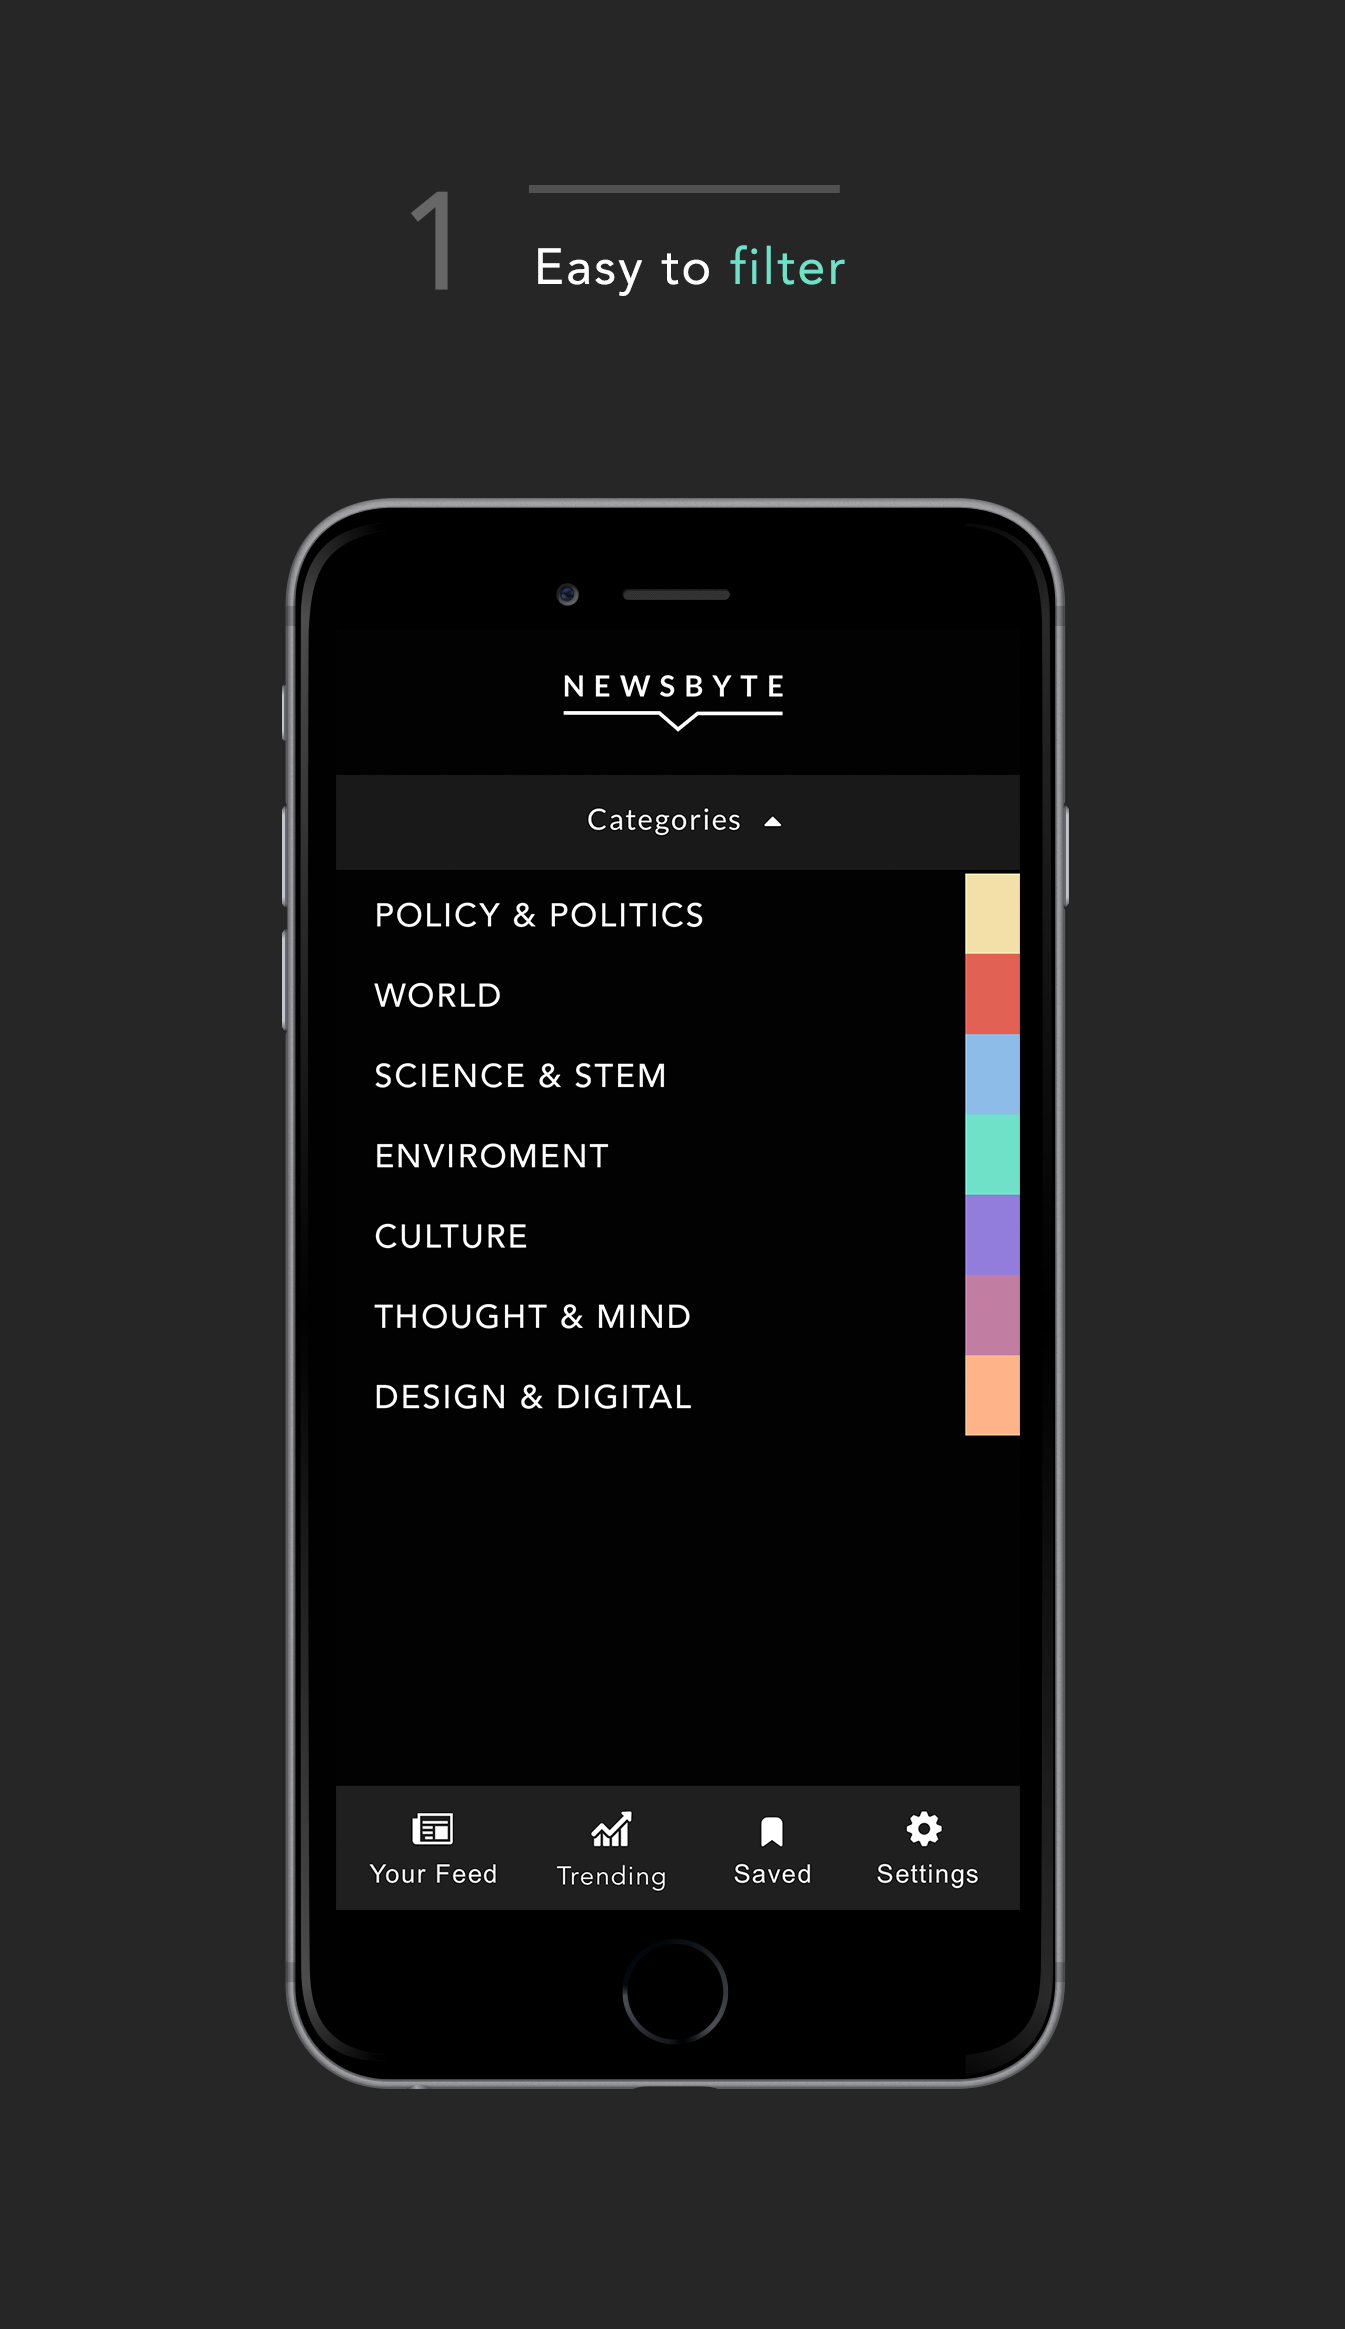 1
Easy to filter
NEWSBYTE
Categories
POLICY & POLITICS
WORLD
SCIENCE & STEM
ENVIROMENT
CULTURE
THOUGHT & MIND
DESIGN & DIGITAL
Your Feed
Trending
Saved
Settings